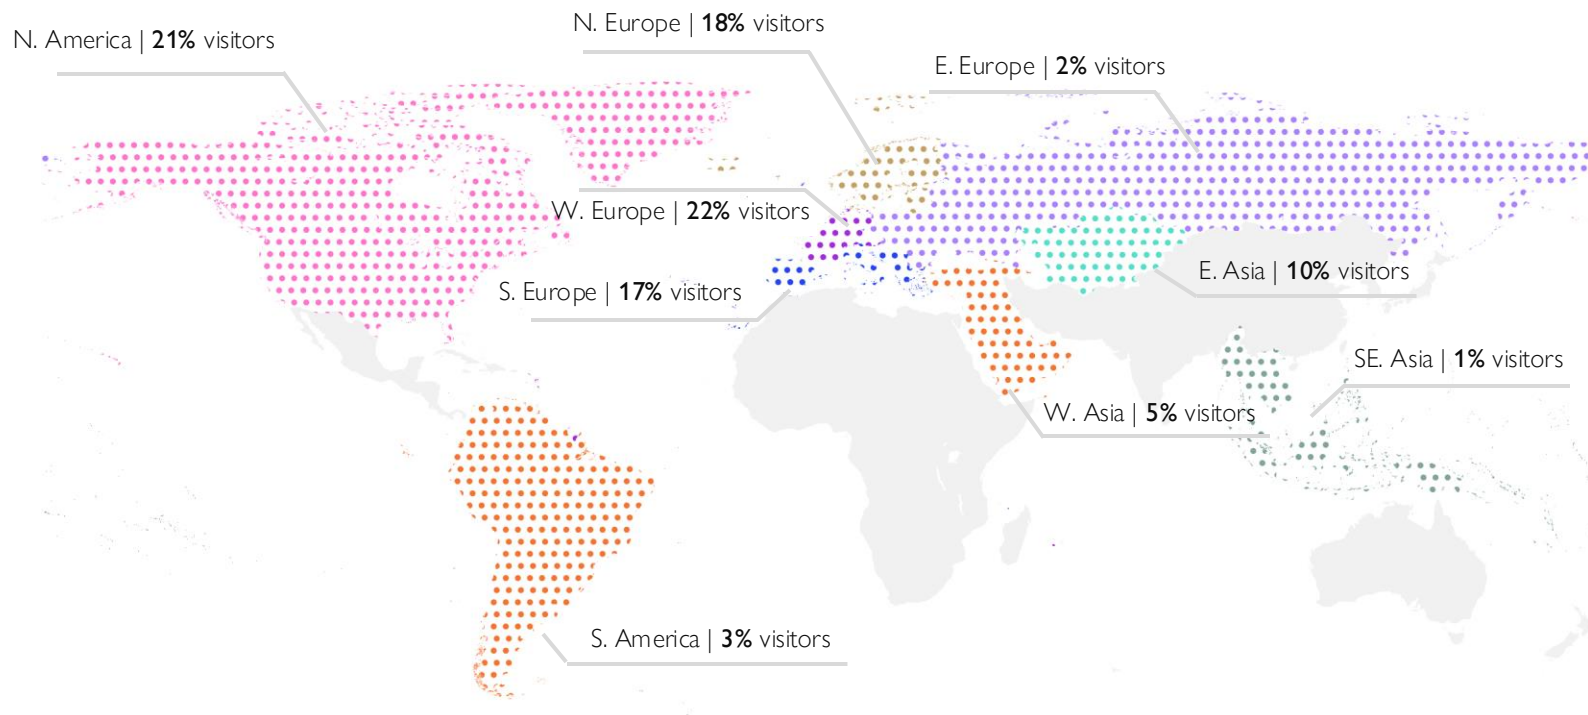 N. Europe | 18% visitors
N. America | 21% visitors
E. Europe | 2% visitors
W. Europe | 22% visitors
E. Asia | 10% visitors
S. Europe | 17% visitors
SE. Asia | 1% visitors
W. Asia | 5% visitors
S. America | 3% visitors